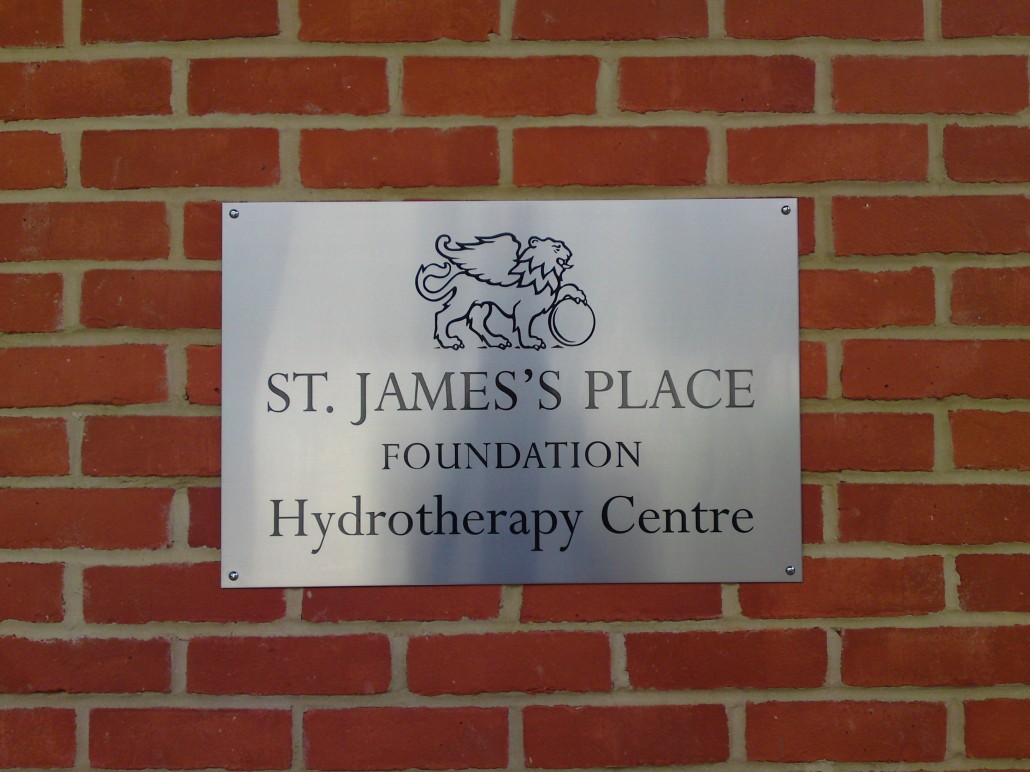 ST. JAMES'S PLACE
FOUNDATION
Hydrotherapy Centre